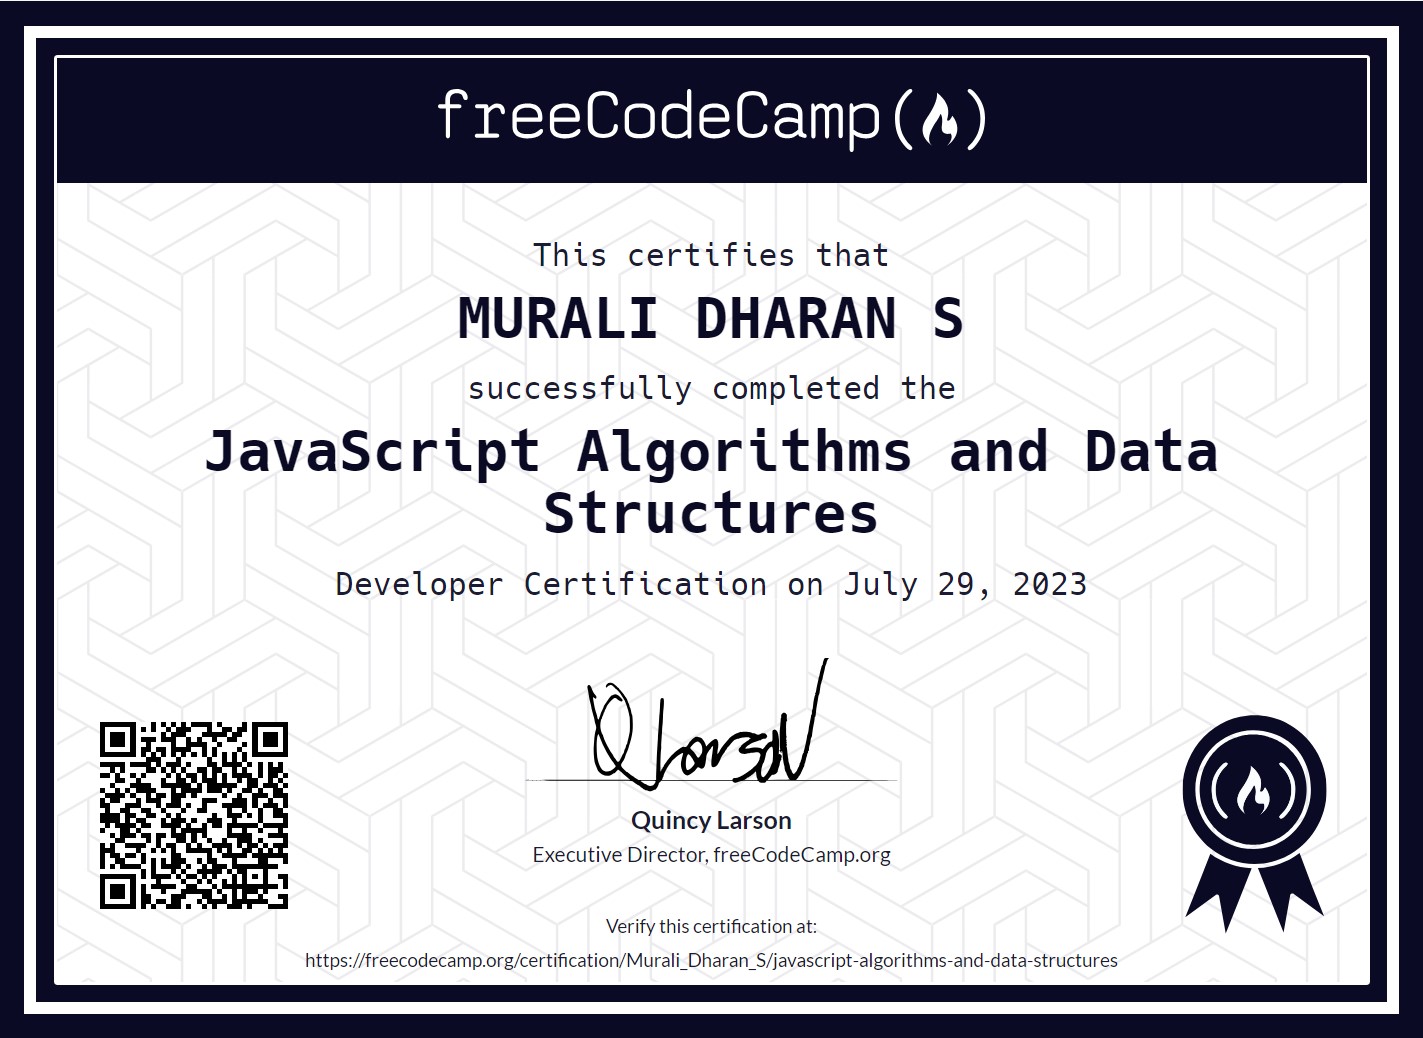 freeCodeCamp
This certifies that
MURALI DHARAN S
successfully completed the
JavaScript Algorithms and Data
Structures
Developer Certification on July 29, 2023
Quincy Larson
Executive Director, freeCodeCamp.org
Verify this certification at:
https://freecodecamp.org/certification/Murali_Dharan_S/javascript-algorithms-and-data-structures